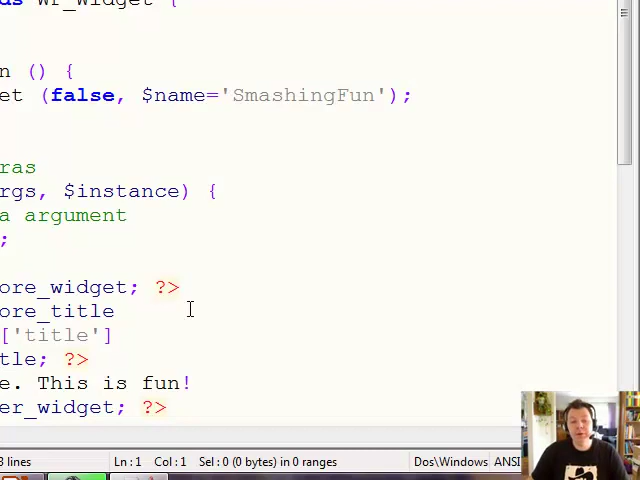 ds WP_Widget {
n () {
et (false, $name='SmashingFun');
ras
rgs, $instance) {
a argument
;
ore_widget; ?>
ore_title
['title']
tle; ?>
e. This is fun!
er_widget; ?>
3 lines Ln:1 Col:1 Sel:0 (0 bytes) in 0 ranges Dos\Windows ANSI